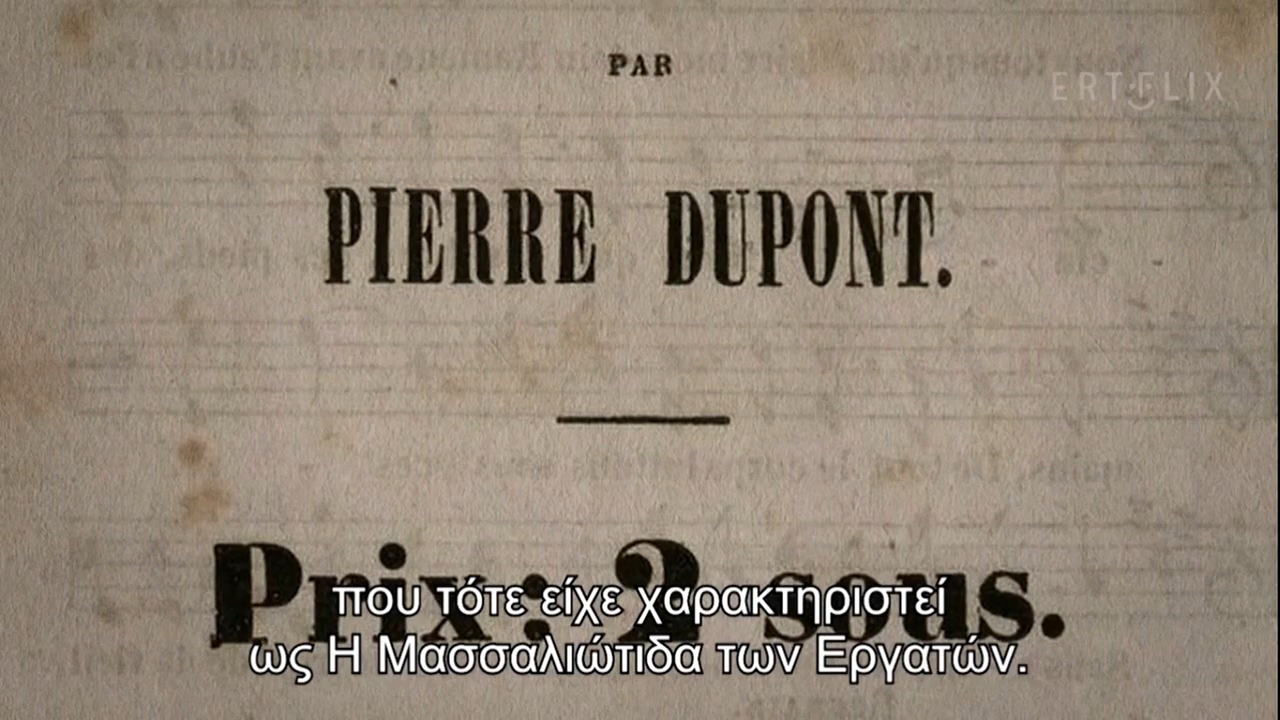 PAR
ERTFLIX
PIERRE DUPONT.
Prix: 2 sous.
που τότε είχε χαρακτηριστεί
ως Η Μασσαλιώτιδα των Εργατών.